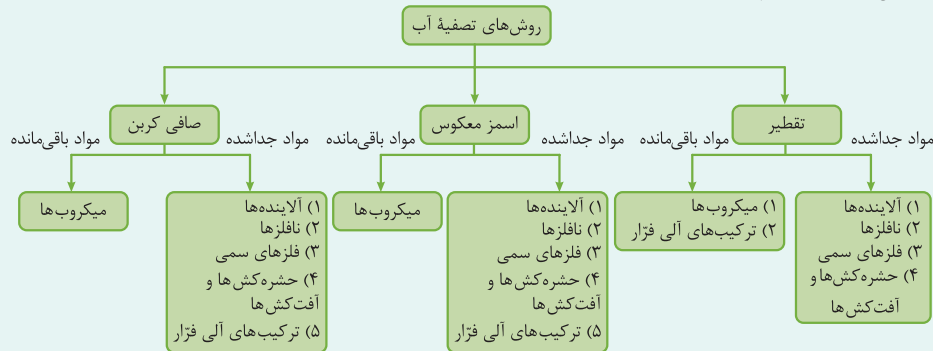 روش‌های تصفیهٔ آب
تقطیر
مواد جداشده
مواد باقی‌مانده
۱) آلاینده‌ها
۲) نافلزها
۳) فلزهای سمی
۴) حشره‌کش‌ها و
آفت‌کش‌ها
۱) میکروب‌ها
۲) ترکیب‌های آلی فرّار
اسمز معکوس
مواد جداشده
مواد باقی‌مانده
۱) آلاینده‌ها
۲) نافلزها
۳) فلزهای سمی
۴) حشره‌کش‌ها و
آفت‌کش‌ها
۵) ترکیب‌های آلی فرّار
میکروب‌ها
صافی کربن
مواد جداشده
مواد باقی‌مانده
۱) آلاینده‌ها
۲) نافلزها
۳) فلزهای سمی
۴) حشره‌کش‌ها و
آفت‌کش‌ها
۵) ترکیب‌های آلی فرّار
میکروب‌ها